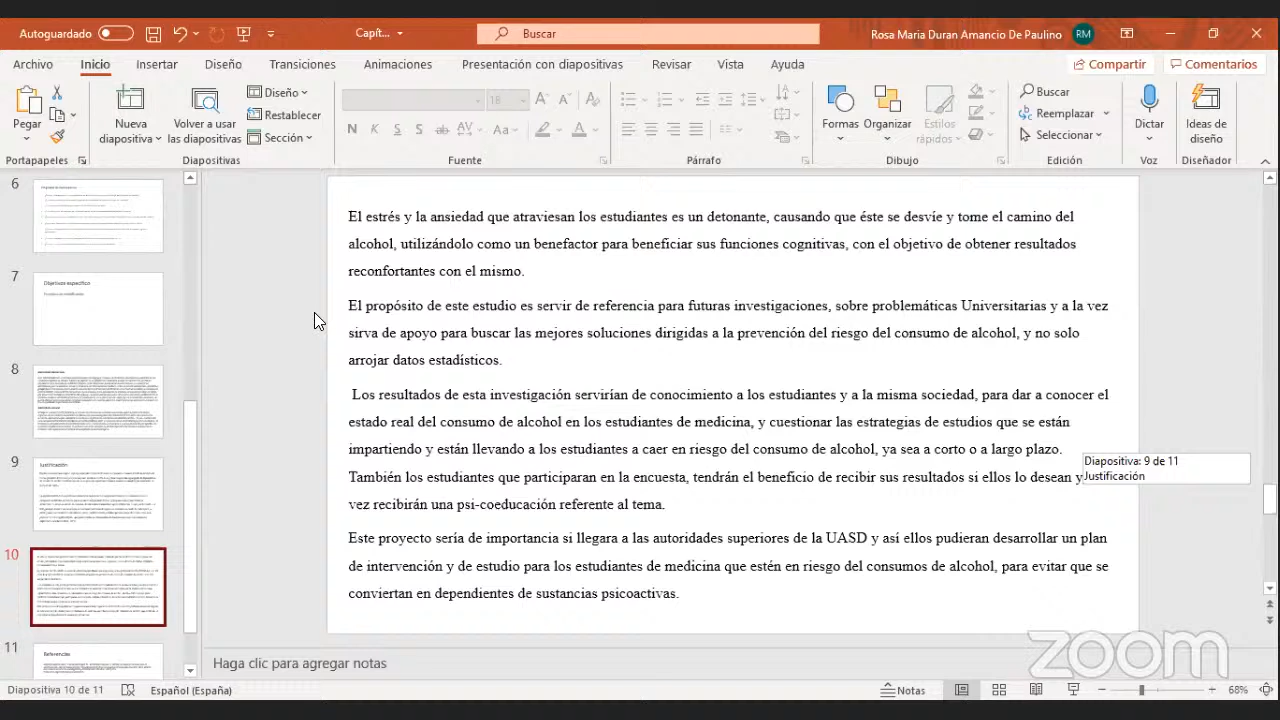 Autoguardado
Capít...
Buscar
Rosa Maria Duran Amancio De Paulino
RM
Archivo
Inicio
Insertar
Diseño
Transiciones
Animaciones
Presentación con diapositivas
Revisar
Vista
Ayuda
Compartir
Comentarios
Pegar
Nueva
diapositiva
Volver a usar
las diapositivas
Diseño
Restablecer
Sección
18
Formas
Organizar
Estilos
rápidos
Buscar
Reemplazar
Seleccionar
Dictar
Ideas de
diseño
Portapapeles
Diapositivas
Fuente
Párrafo
Dibujo
Edición
Voz
Diseñador
6
7
Objetivos específico
8
9
Justificación
10
11
Referencias
El estrés y la ansiedad que atraviesan los estudiantes es un detonante, causando que éste se desvie y tome el camino del
alcohol, utilizándolo como un benefactor para beneficiar sus funciones cognitivas, con el objetivo de obtener resultados
reconfortantes con el mismo.
El propósito de este estudio es servir de referencia para futuras investigaciones, sobre problemáticas Universitarias y a la vez
sirva de apoyo para buscar las mejores soluciones dirigidas a la prevención del riesgo del consumo de alcohol, y no solo
arrojar datos estadísticos.
Los resultados de esta investigación servirían de conocimiento a los estudiantes y a la misma sociedad, para dar a conocer el
estado real del consumo de alcohol en los estudiantes de medicina, y cuestionar las estrategias de estudios que se están
impartiendo y están llevando a los estudiantes a caer en riesgo del consumo de alcohol, ya sea a corto o a largo plazo.
También los estudiantes, que participaran en la encuesta, tendrán el beneficio de recibir sus resultados si ellos lo desean y
vez recibirán una psicoeducación referente al tema.
Este proyecto sería de importancia si llegara a las autoridades superiores de la UASD y así ellos pudieran desarrollar un plan
de intervención y de apoyo a los estudiantes de medicina que están en riesgo del consumo de alcohol, para evitar que se
conviertan en dependientes de sustancias psicoactivas.
Diapositiva: 9 de 11
Justificación
zoom
Haga clic para agregar notas
Diapositiva 10 de 11
Español (España)
Notas
68%